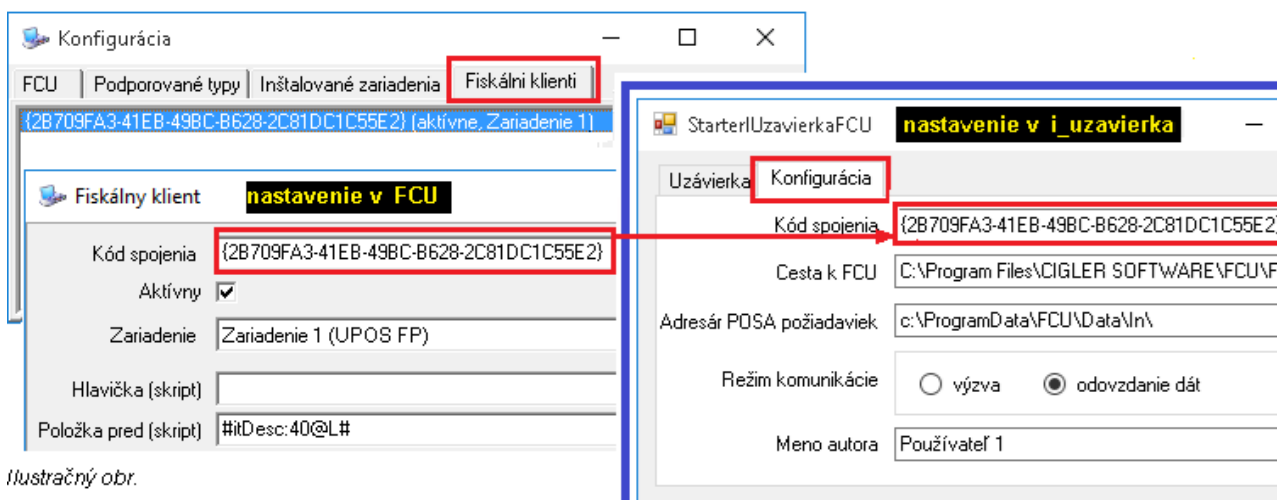 Konfigurácia
FCU Podporované typy Inštalované zariadenia Fiskálni klienti
{2B709FA3-41EB-49BC-B628-2C81DC1C55E2} (aktívne, Zariadenie 1)
Fiskálny klient nastavenie v FCU
Kód spojenia {2B709FA3-41EB-49BC-B628-2C81DC1C55E2}
Aktívny
Zariadenie Zariadenie 1 (UPOS FP)
Hlavička (skript)
Položka pred (skript) #itDesc:40@L#
Ilustračný obr.
StarterIUzavierkaFCU nastavenie v i_uzavierka
Uzávierka Konfigurácia
Kód spojenia {2B709FA3-41EB-49BC-B628-2C81DC1C55E2}
Cesta k FCU C:\Program Files\CIGLER SOFTWARE\FCU\F
Adresár POSA požiadaviek c:\ProgramData\FCU\Data\In\
Režim komunikácie výzva odovzdanie dát
Meno autora Používateľ 1